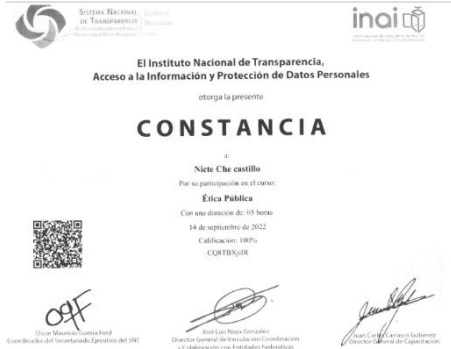 SISTEMA NACIONAL
DE TRANSPARENCIA
inai
El Instituto Nacional de Transparencia,
Acceso a la Información y Protección de Datos Personales
otorga la presente
CONSTANCIA
a:
Nicte Che castillo
Por su participación en el curso:
Ética Pública
Con una duración de: 05 horas
14 de septiembre de 2022
Calificación: 100%
Oscar Mauricio Guerra Ford
Coordinador del Secretariado Ejecutivo del SNT
José Luis Naya González
Director General de Vinculación Coordinación
y Colaboración con Entidades Federativas
Juan Carlos Carrasco Gutiérrez
Director General de Capacitación